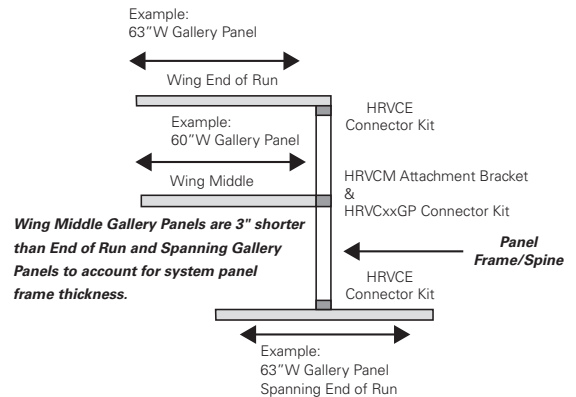 Example:
63”W Gallery Panel
Wing End of Run
HRVCE
Connector Kit
Example:
60”W Gallery Panel
Wing Middle
HRVCM Attachment Bracket
&
HRVCxxGP Connector Kit
Wing Middle Gallery Panels are 3" shorter
than End of Run and Spanning Gallery
Panels to account for system panel
frame thickness.
Panel
Frame/Spine
HRVCE
Connector Kit
Example:
63”W Gallery Panel
Spanning End of Run